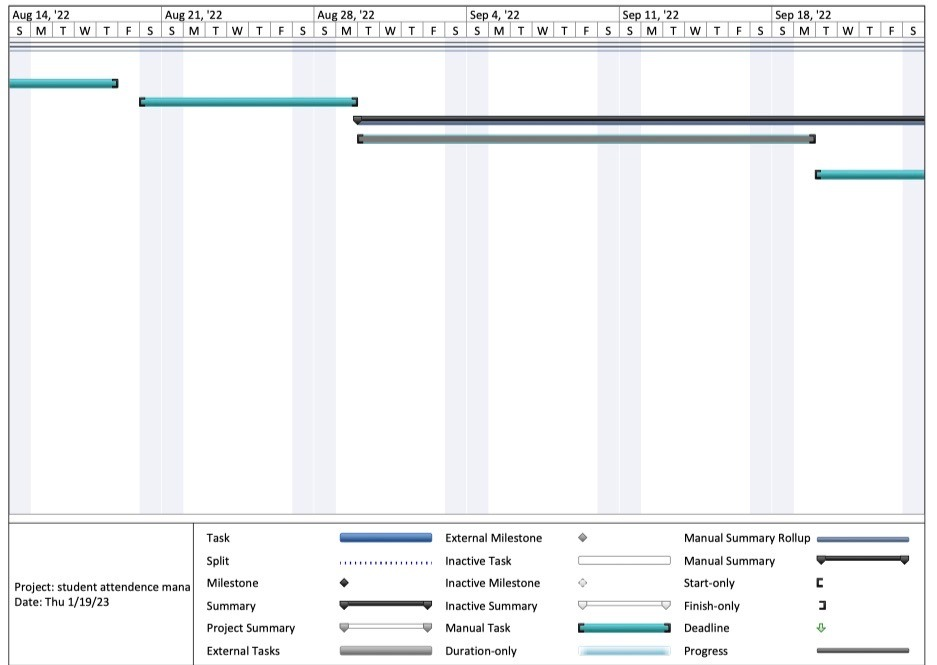 Aug 14, '22 Aug 21, '22 Aug 28, '22 Sep 4, '22 Sep 11, '22 Sep 18, '22
S M T W T F S S M T W T F S S M T W T F S S M T W T F S S M T W T F S S M T W T F S
Task External Milestone Manual Summary Rollup
Split Inactive Task Manual Summary
Milestone Inactive Milestone Start-only
Summary Inactive Summary Finish-only
Project Summary Manual Task Deadline
External Tasks Duration-only Progress
Project: student attendence mana
Date: Thu 1/19/23